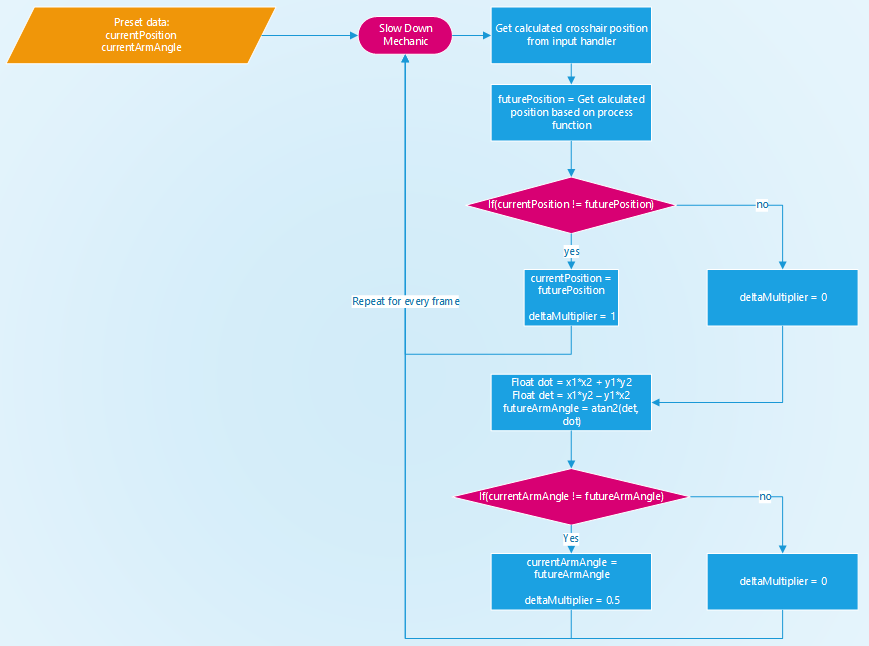 Preset data:
currentPosition
currentArmAngle
Slow Down
Mechanic
Get calculated crosshair position
from input handler
futurePosition = Get calculated
position based on process
function
If(currentPosition != futurePosition)
no
yes
currentPosition =
futurePosition
deltaMultiplier = 1
deltaMultiplier = 0
Repeat for every frame
Float dot = x1*x2 + y1*y2
Float det = x1*y2 – y1*x2
futureArmAngle = atan2(det,
dot)
If(currentArmAngle != futureArmAngle)
no
Yes
currentArmAngle =
futureArmAngle
deltaMultiplier = 0.5
deltaMultiplier = 0